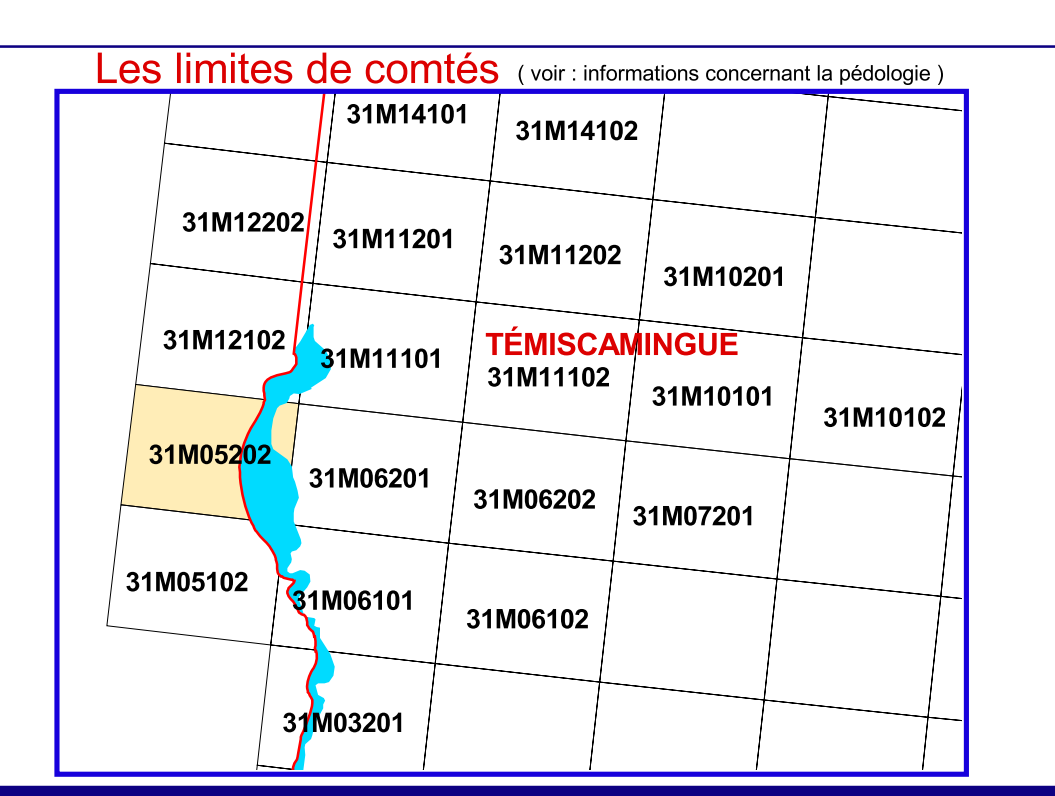 Les limites de comtés ( voir : informations concernant la pédologie )
31M14101
31M14102
31M12202
31M11201
31M11202
31M10201
31M12102
31M11101
TÉMISCAMINGUE
31M11102
31M10101
31M10102
31M05202
31M06201
31M06202
31M07201
31M05102
31M06101
31M06102
31M03201